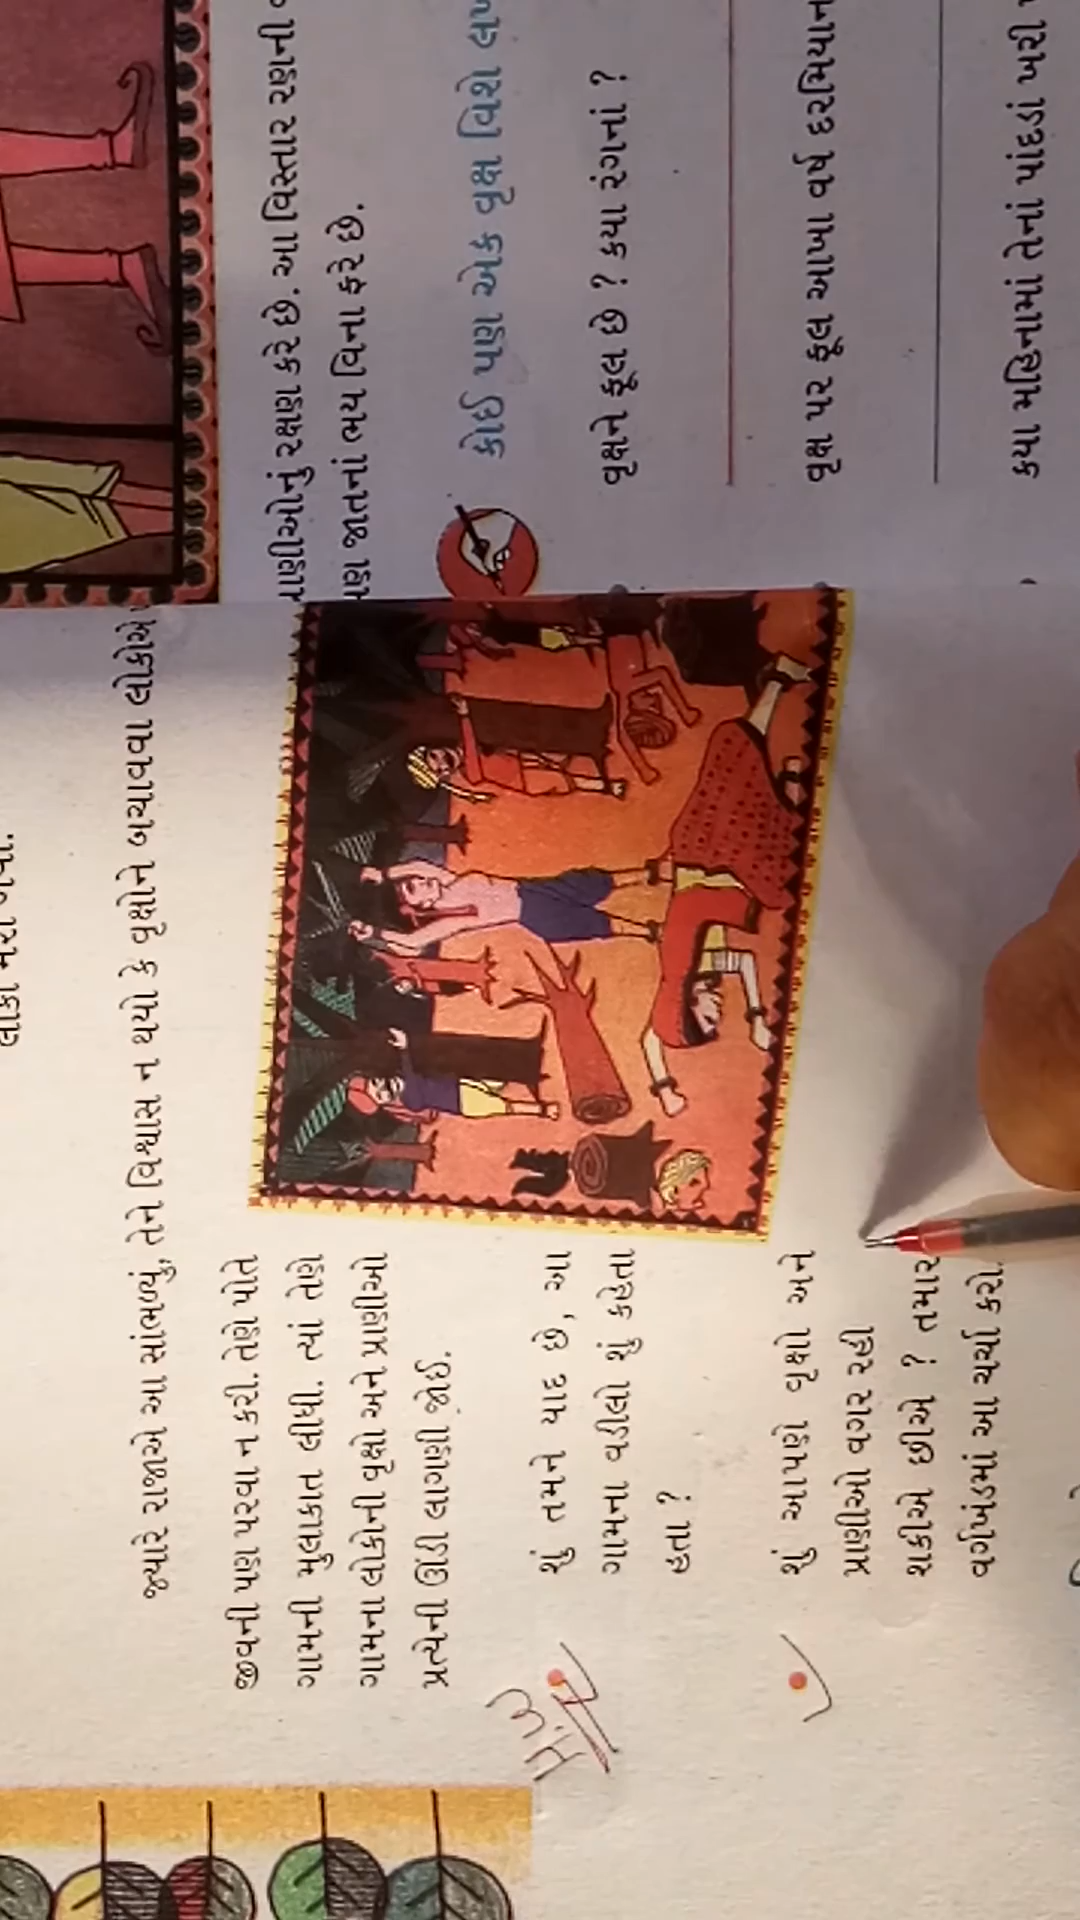 જ્યારે રાજાએ આ સાંભળ્યું, તેને વિશ્વાસ ન થયો કે વૃક્ષોને બચાવવા લોકોએ
જીવની પણ પરવા ન કરી. તેણે પોતે
ગામની મુલાકાત લીધી. ત્યાં તેણે
ગામના લોકોની વૃક્ષો અને પ્રાણીઓ
પ્રત્યેની ઊંડી લાગણી જોઈ.
H.W
શું તમને યાદ છે, આ
ગામના વડીલો શું કહેતા
હતા ?
શું આપણે વૃક્ષો અને
પ્રાણીઓ વગર રહી
શકીએ છીએ ? તમારા
વર્ગખંડમાં આ ચર્ચા કરો.
રક્ષણ કરે છે. આ વિસ્તાર રણની
જાતનાં ભય વિના ફરે છે.
કોઈ પણ એક વૃક્ષ વિશે
વૃક્ષને ફૂલ છે ? કયા રંગનાં ?
વૃક્ષ પર ફૂલ આખા વર્ષ દરમિયાન
કયા મહિનામાં તેનાં પાંદડાં ખરી